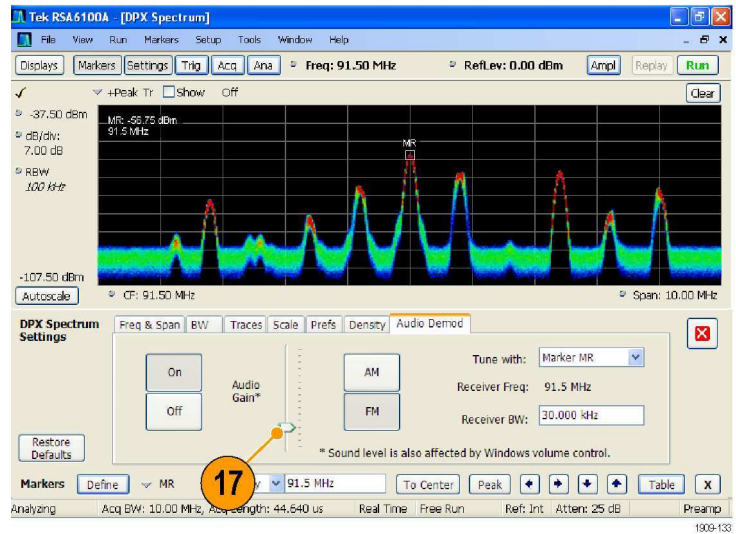 Tek RSA6100A - [DPX Spectrum]
File View Run Markers Setup Tools Window Help
Displays Markers Settings Trig Acq Ana Freq: 91.50 MHz RefLev: 0.00 dBm Ampl Replay Run
+Peak Tr Show Off Clear
-37.50 dBm
dB/div:
7.00 dB
RBW
100 kHz
MR: -56.75 dBm
91.5 MHz
MR
-107.50 dBm
Autoscale CF: 91.50 MHz Span: 10.00 MHz
DPX Spectrum
Settings
Freq & Span BW Traces Scale Prefs Density Audio Demod
On
Off
Audio
Gain*
AM
FM
Tune with: Marker MR
Receiver Freq: 91.5 MHz
Receiver BW: 30.000 kHz
* Sound level is also affected by Windows volume control.
Restore
Defaults
17
Markers Define MR y 91.5 MHz To Center Peak Table X
Analyzing Acq BW: 10.00 MHz, Acq Length: 44.640 us Real Time Free Run Ref: Int Atten: 25 dB Preamp
1909-133